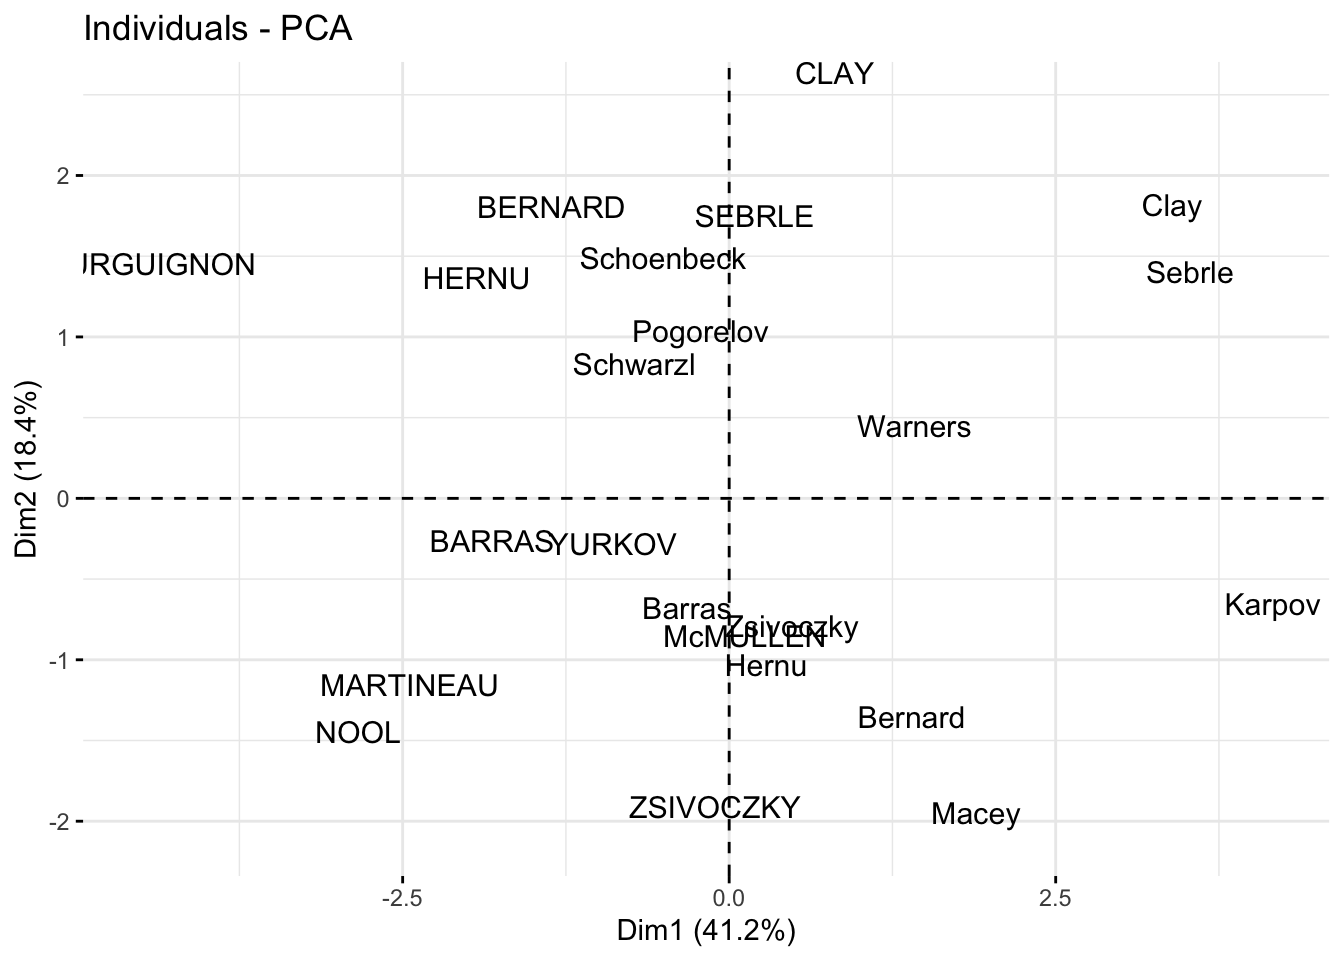 Individuals - PCA
CLAY
2
BERNARD
SEBRLE
Clay
Schoenbeck
URGUIGNON
HERNU
Sebrle
1
Pogorelov
Schwarzl
Warners
Dim2 (18.4%)
0
BARRAS
YURKOV
Barras
Karpov
Zsivoczky
McMULLEN
Hernu
-1
MARTINEAU
Bernard
NOOL
ZSIVOCZKY
Macey
-2
-2.5 0.0 2.5
Dim1 (41.2%)